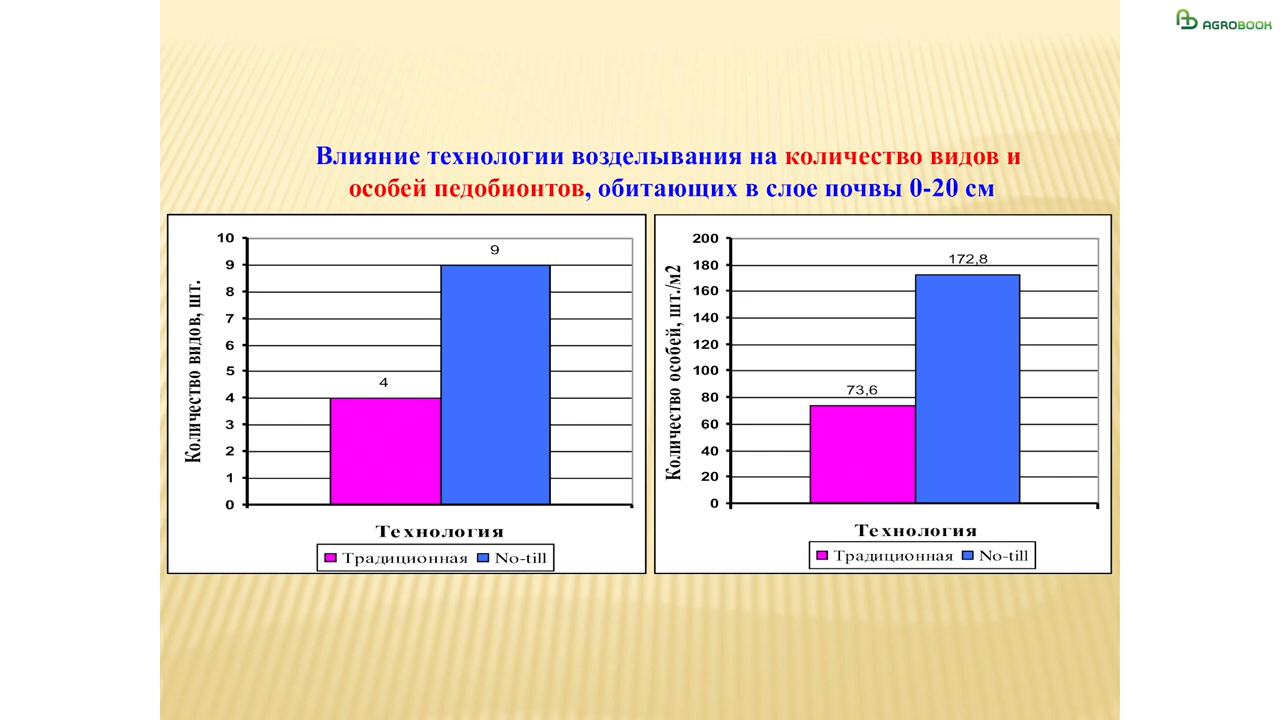 AGROBOOK
Влияние технологии возделывания на количество видов и
особей педобионтов, обитающих в слое почвы 0-20 см
Количество видов, шт.
10
9
8
7
6
5
4
3
2
1
0
4
9
Технология
Традиционная No-till
Количество особей, шт./м2
200
180
160
140
120
100
80
60
40
20
0
73,6
172,8
Технология
Традиционная No-till